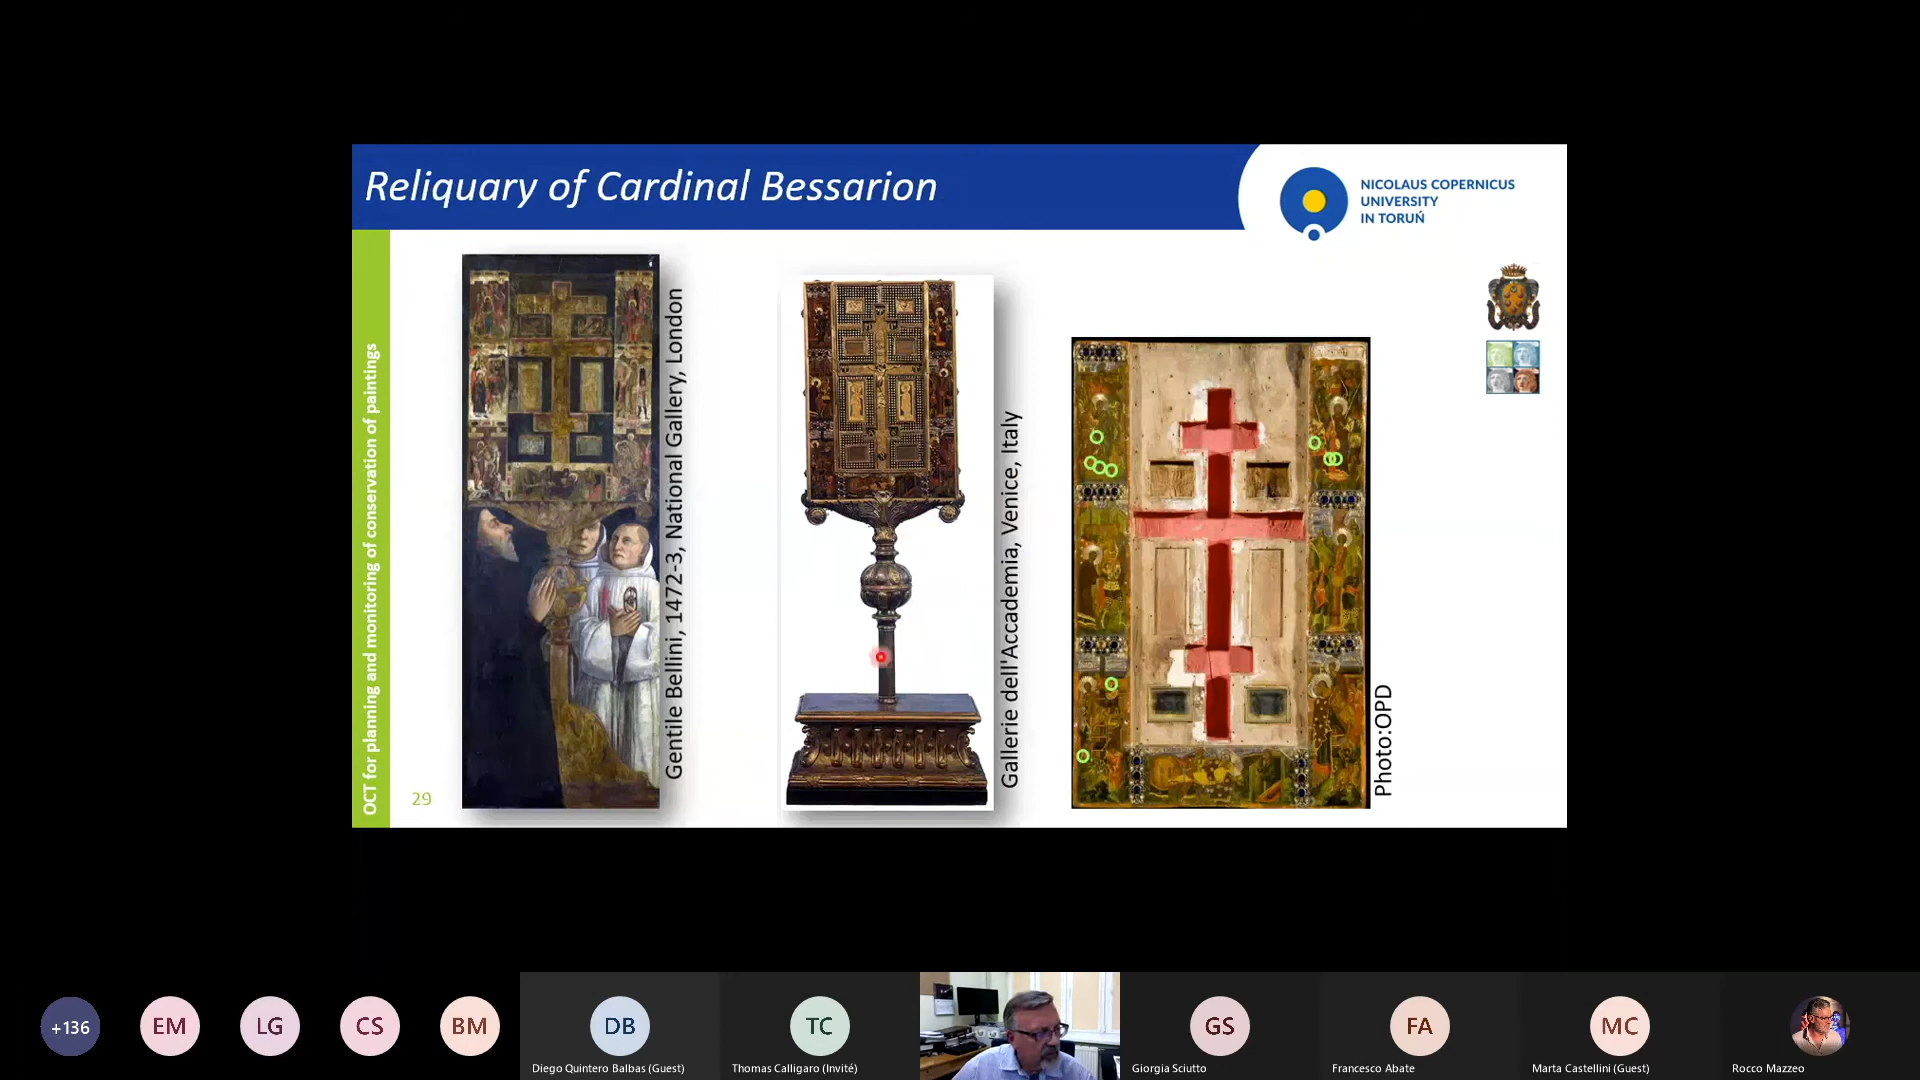 Reliquary of Cardinal Bessarion
NICOLAUS COPERNICUS
UNIVERSITY
IN TORUŃ
OCT for planning and monitoring of conservation of paintings
29
Gentile Bellini, 1472-3, National Gallery, London
Gallerie dell'Accademia, Venice, Italy
Photo:OPD
+136
EM
LG
CS
BM
DB
Diego Quintero Balbas (Guest)
TC
Thomas Calligaro (Invité)
GS
Giorgia Sciutto
FA
Francesco Abate
MC
Marta Castellini (Guest)
Rocco Mazzeo